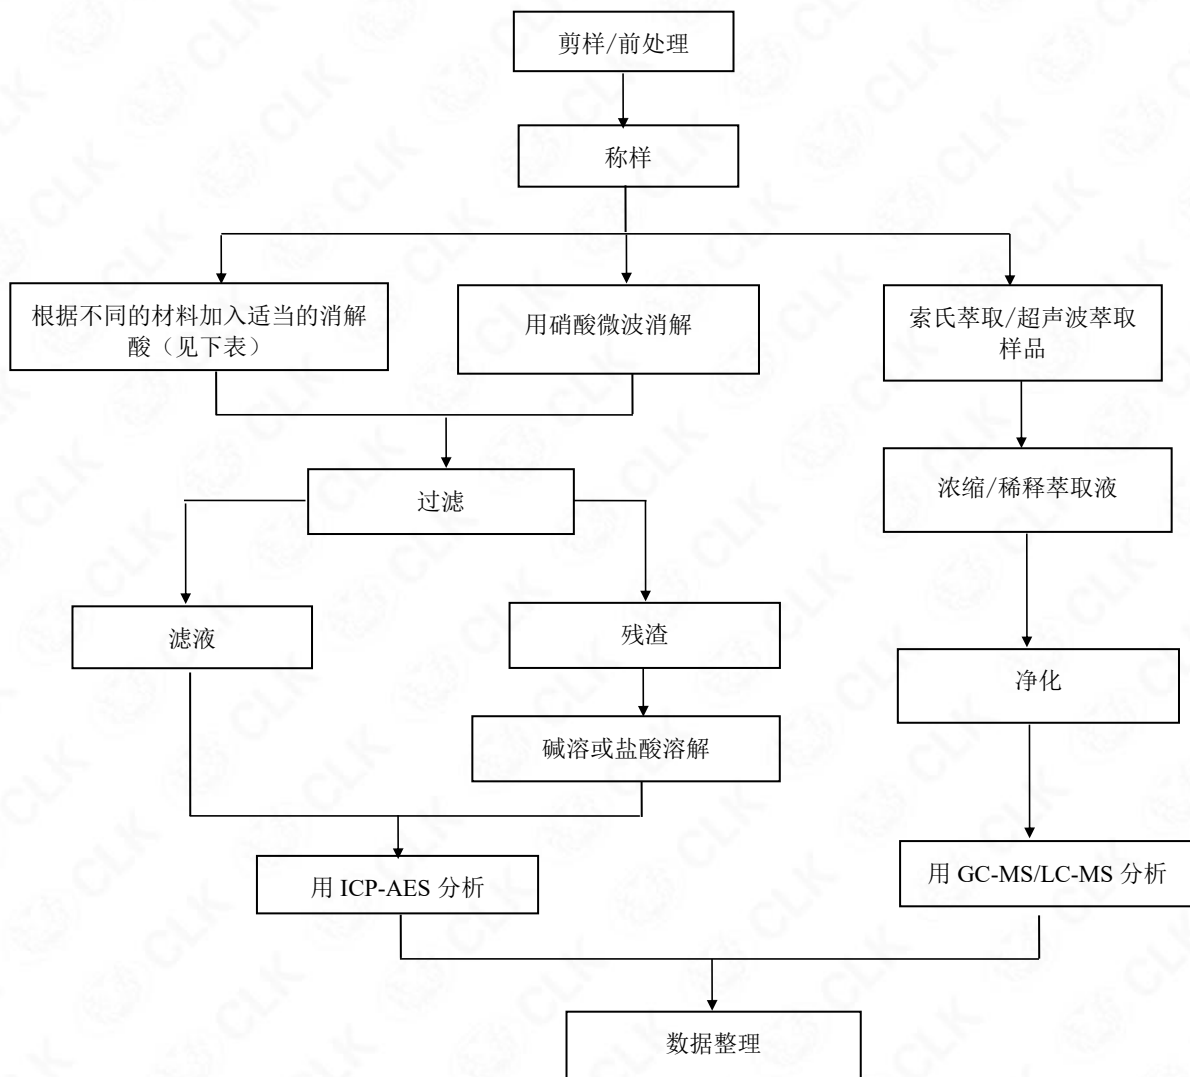 剪样/前处理
称样
根据不同的材料加入适当的消解
酸（见下表）
用硝酸微波消解
索氏萃取/超声波萃取
样品
过滤
浓缩/稀释萃取液
滤液
残渣
净化
碱溶或盐酸溶解
用 ICP-AES 分析
用 GC-MS/LC-MS 分析
数据整理
CLK